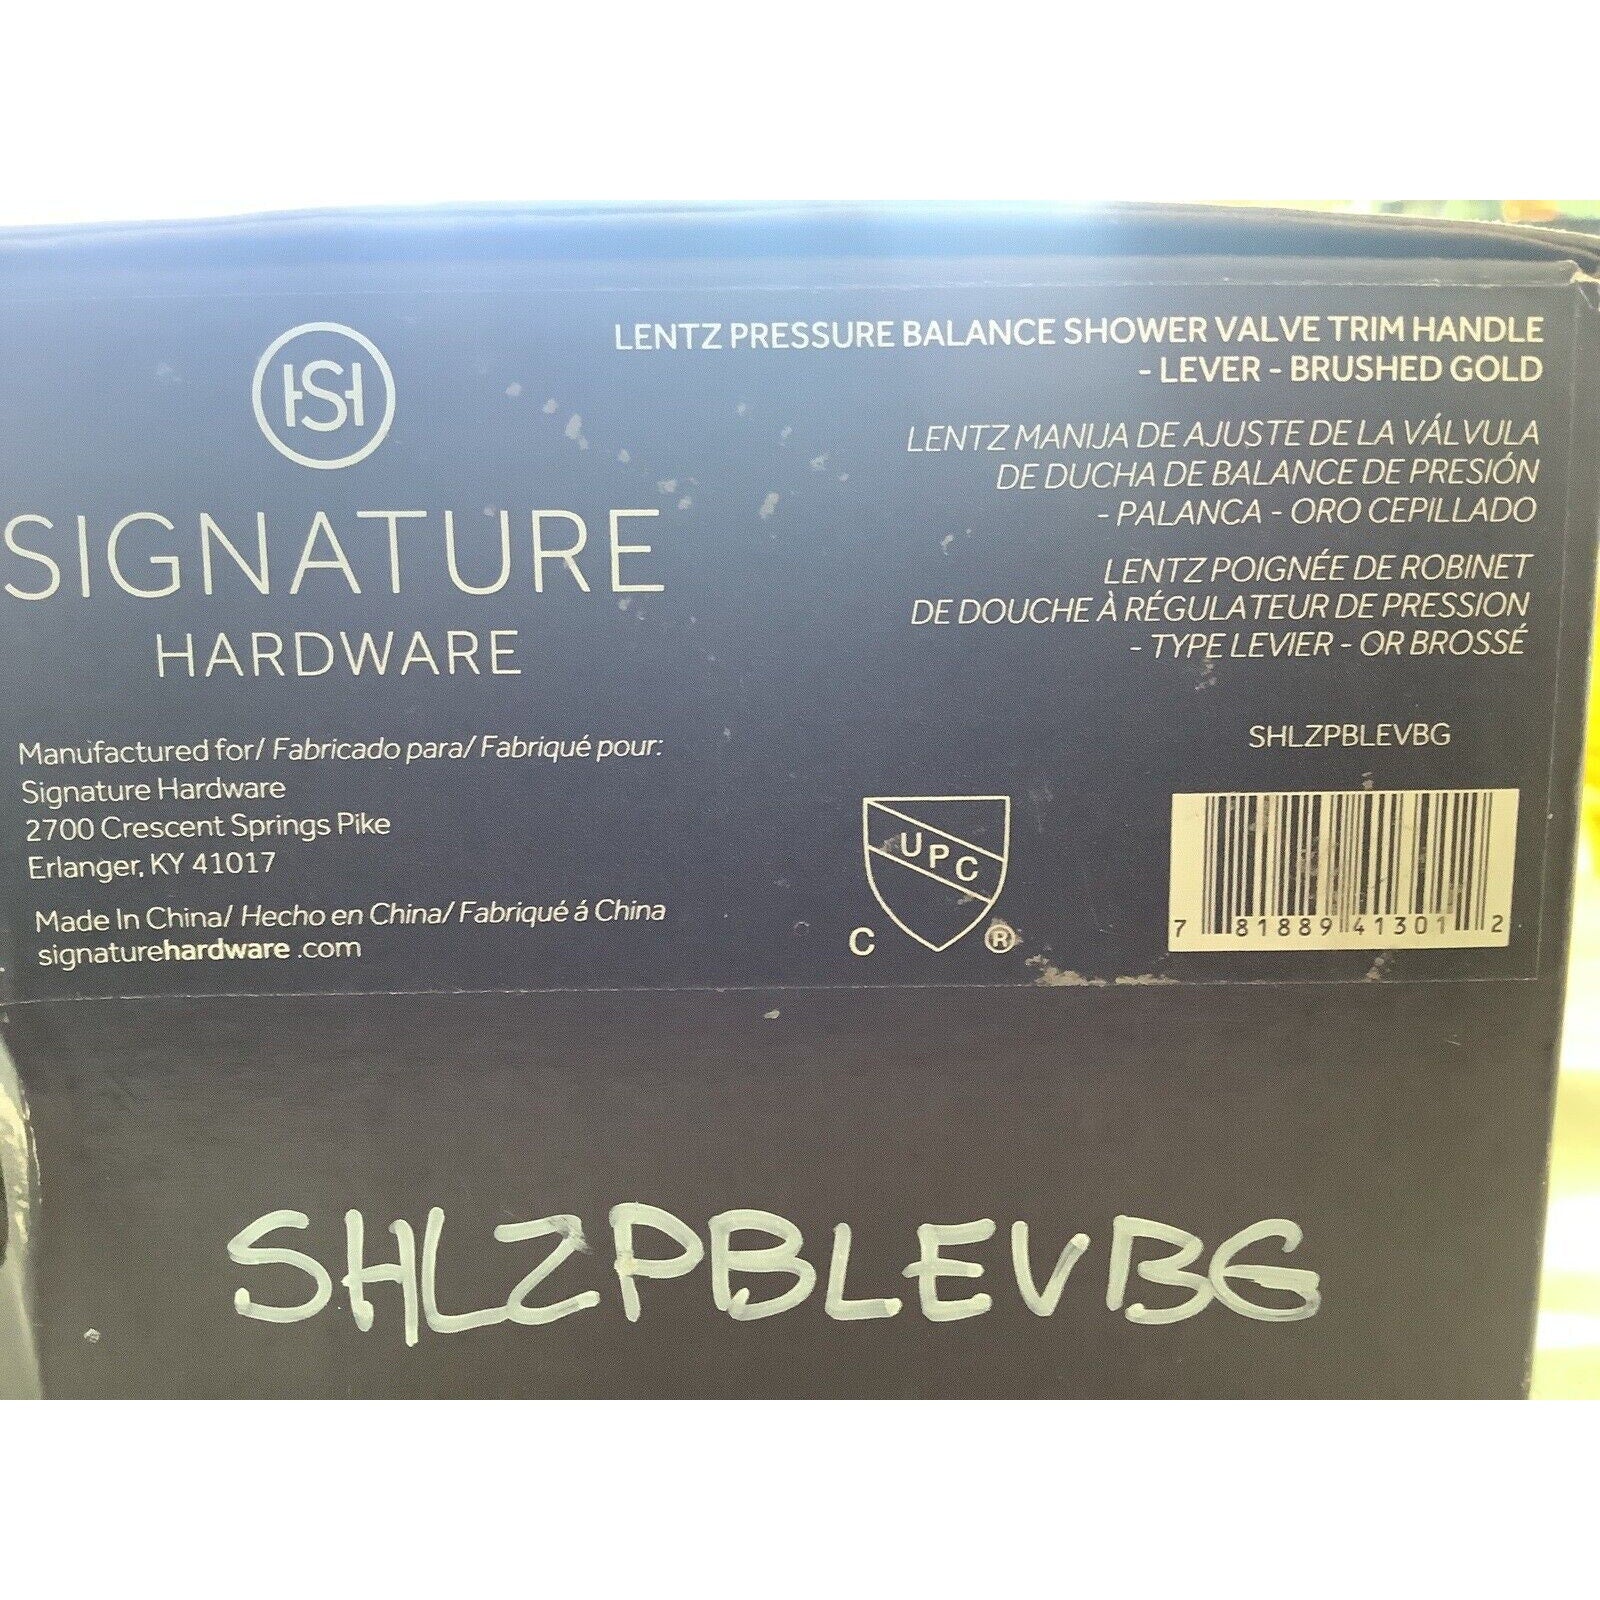 HS
SIGNATURE
HARDWARE
Manufactured for/ Fabricado para/ Fabriqué pour:
Signature Hardware
2700 Crescent Springs Pike
Erlanger, KY 41017
Made In China/ Hecho en China/ Fabriqué á China
signaturehardware .com
LENTZ PRESSURE BALANCE SHOWER VALVE TRIM HANDLE
- LEVER - BRUSHED GOLD
LENTZ MANIJA DE AJUSTE DE LA VÁLVULA
DE DUCHA DE BALANCE DE PRESIÓN
- PALANCA - ORO CEPILLADO
LENTZ POIGNÉE DE ROBINET
DE DOUCHE À RÉGULATEUR DE PRESSION
- TYPE LEVIER - OR BROSSÉ
SHLZPBLEVBG
UPC
C ®
7 81889 41301 2
SHLZPBLEVBG